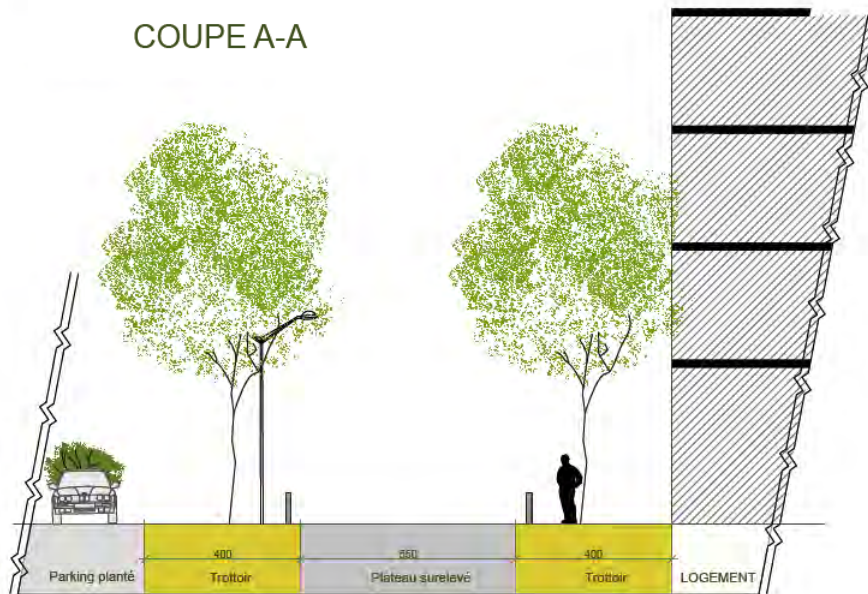 COUPE A-A
400
550
400
Parking planté
Trottoir
Plateau surelevé
Trottoir
LOGEMENT